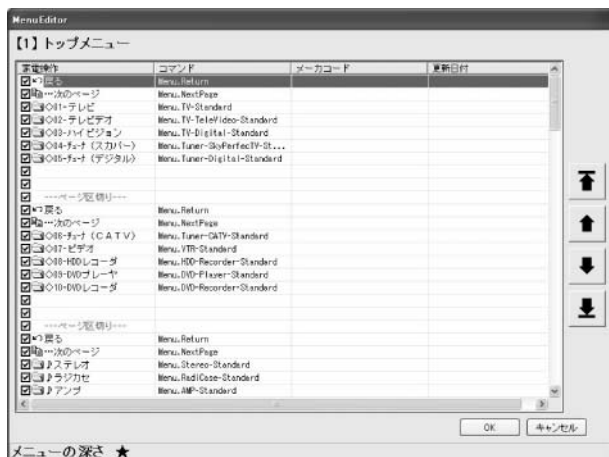 MenuEditor
【1】トップメニュー
家電操作 コマンド メーカコード 更新日付
戻る Menu.Return
…次のページ Menu.NextPage
◇01-テレビ Menu.TV-Standard
◇02-テレビデオ Menu.TV-TeleVideo-Standard
◇03-ハイビジョン Menu.TV-Digital-Standard
◇04-ﾁｭｰﾅ（スカパー） Menu.Tuner-SkyPerfecTV-St...
◇05-ﾁｭｰﾅ（デジタル） Menu.Tuner-Digital-Standard
---ページ区切り---
戻る Menu.Return
…次のページ Menu.NextPage
◇06-ﾁｭｰﾅ（ＣＡＴＶ） Menu.Tuner-CATV-Standard
◇07-ビデオ Menu.VTR-Standard
◇08-HDDレコーダ Menu.HDD-Recorder-Standard
◇09-DVDプレーヤ Menu.DVD-Player-Standard
◇10-DVDレコーダ Menu.DVD-Recorder-Standard
---ページ区切り---
戻る Menu.Return
…次のページ Menu.NextPage
♪ステレオ Menu.Stereo-Standard
♪ラジカセ Menu.RadiCase-Standard
♪アンプ Menu.AMP-Standard
OK キャンセル
メニューの深さ ★